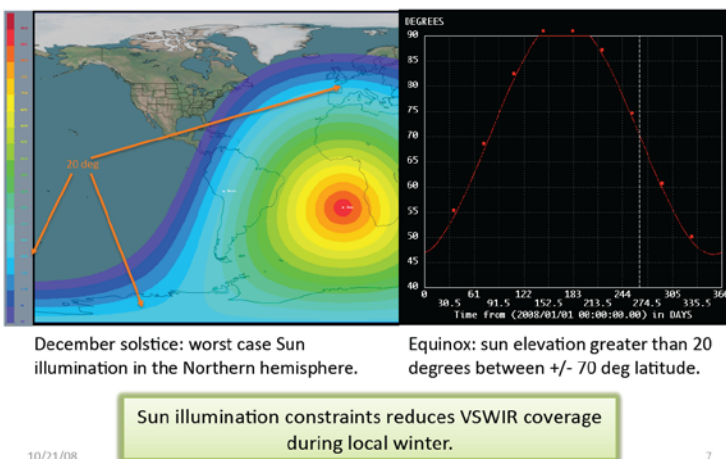 DEGREES
90
85
80
75
70
65
60
55
50
45
40
20 deg
0 61 122 183 244 305 366
30.5 91.5 152.5 213.5 274.5 335.5
Time from (2008/01/01 00:00:00.00) in DAYS
December solstice: worst case Sun
illumination in the Northern hemisphere.
Equinox: sun elevation greater than 20
degrees between +/- 70 deg latitude.
Sun illumination constraints reduces VSWIR coverage
during local winter.
10/21/08
7